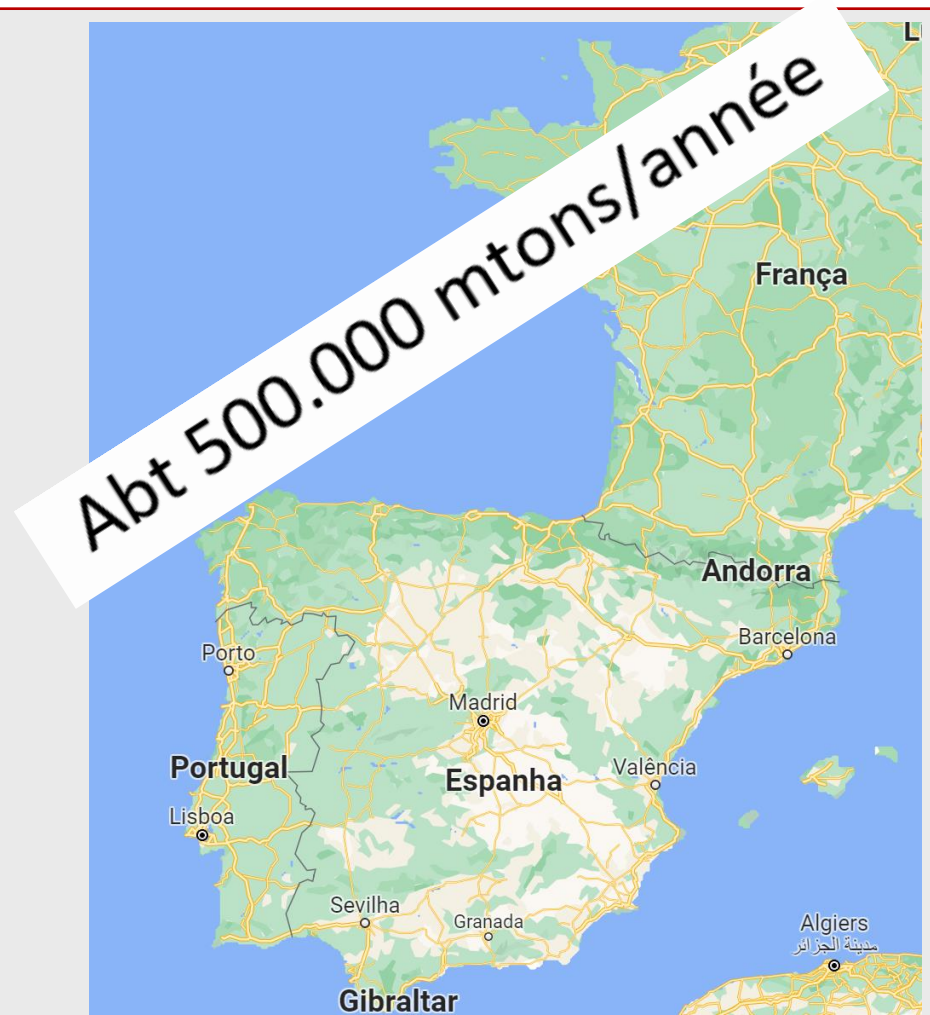 L
Abt 500.000 mtons/année
França
Andorra
Barcelona
Porto
Madrid
Portugal
Espanha
Valência
Lisboa
Sevilha
Granada
Algiers
مدينة الجزائر
Gibraltar